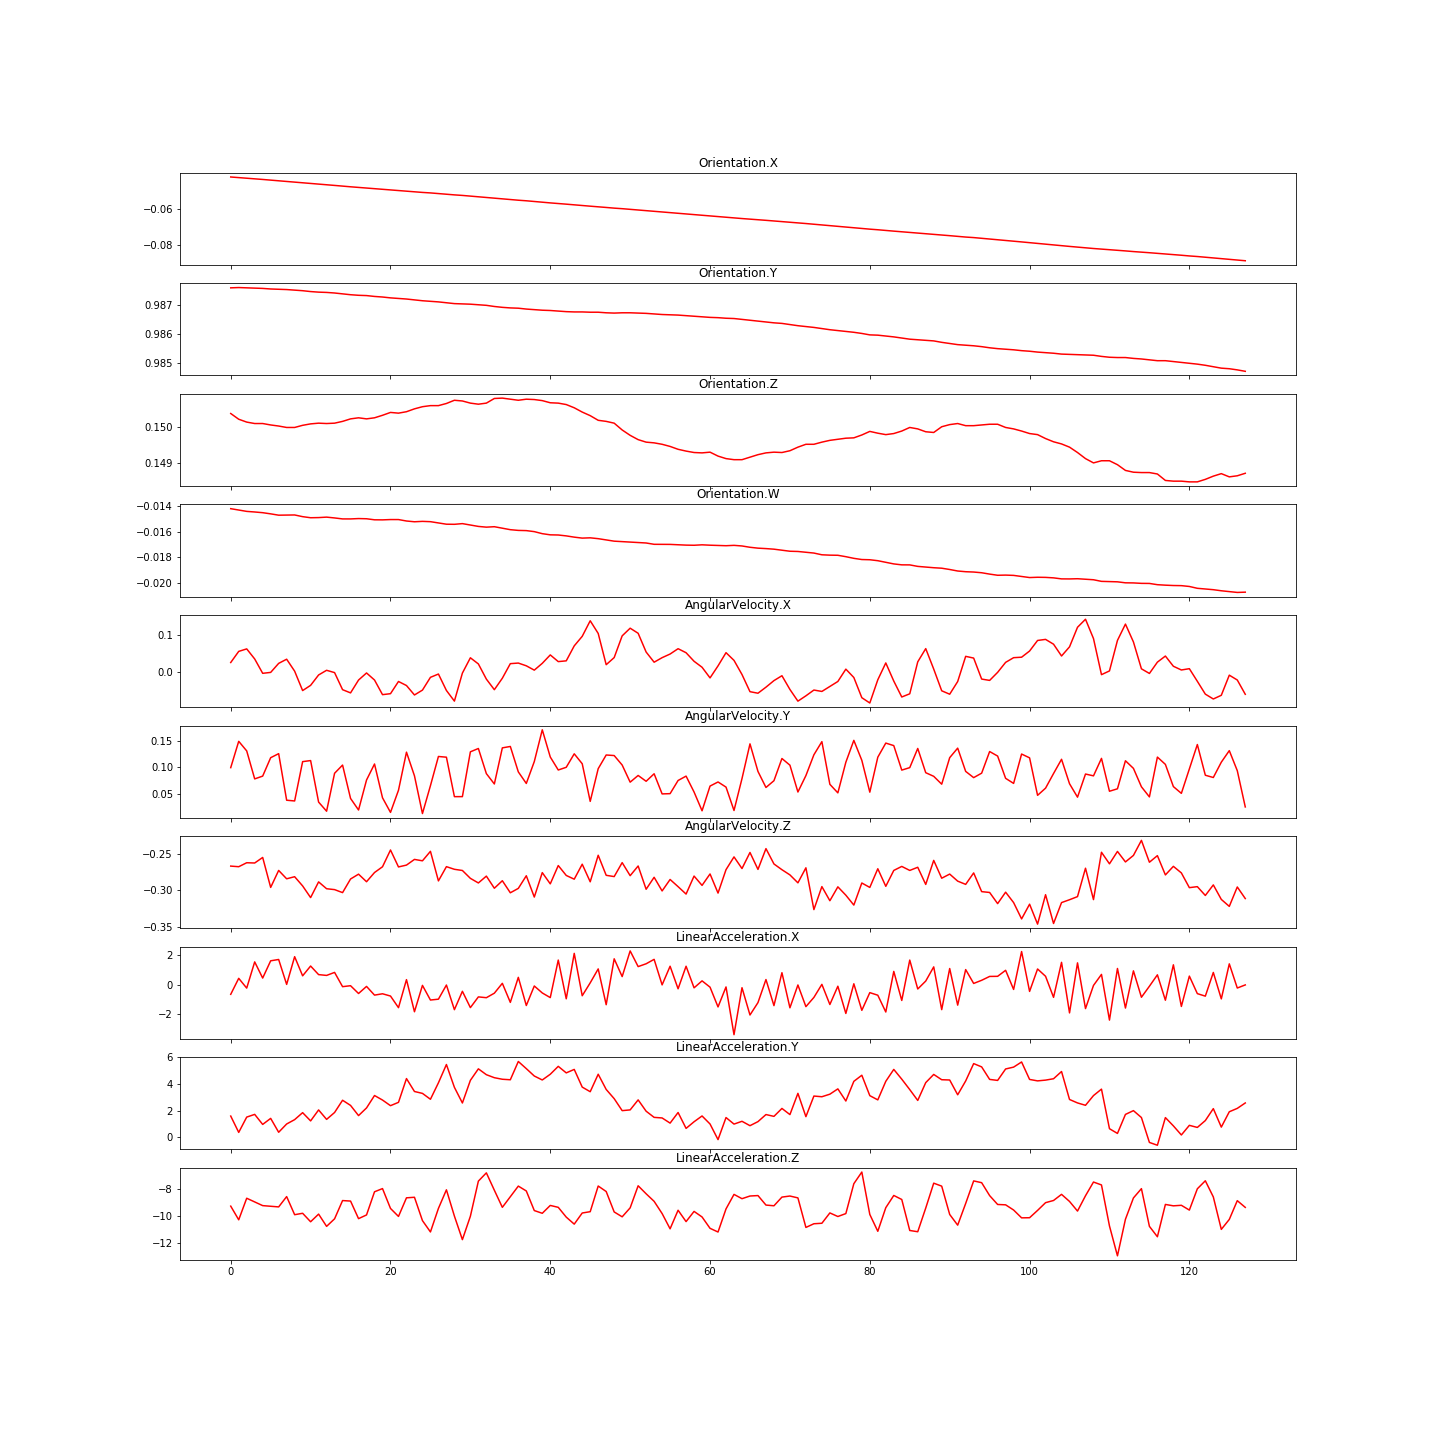 Orientation.X
−0.06
−0.08
Orientation.Y
0.987
0.986
0.985
Orientation.Z
0.150
0.149
Orientation.W
−0.014
−0.016
−0.018
−0.020
AngularVelocity.X
0.1
0.0
AngularVelocity.Y
0.15
0.10
0.05
AngularVelocity.Z
−0.25
−0.30
−0.35
LinearAcceleration.X
2
0
−2
LinearAcceleration.Y
6
4
2
0
LinearAcceleration.Z
−8
−10
−12
0 20 40 60 80 100 120